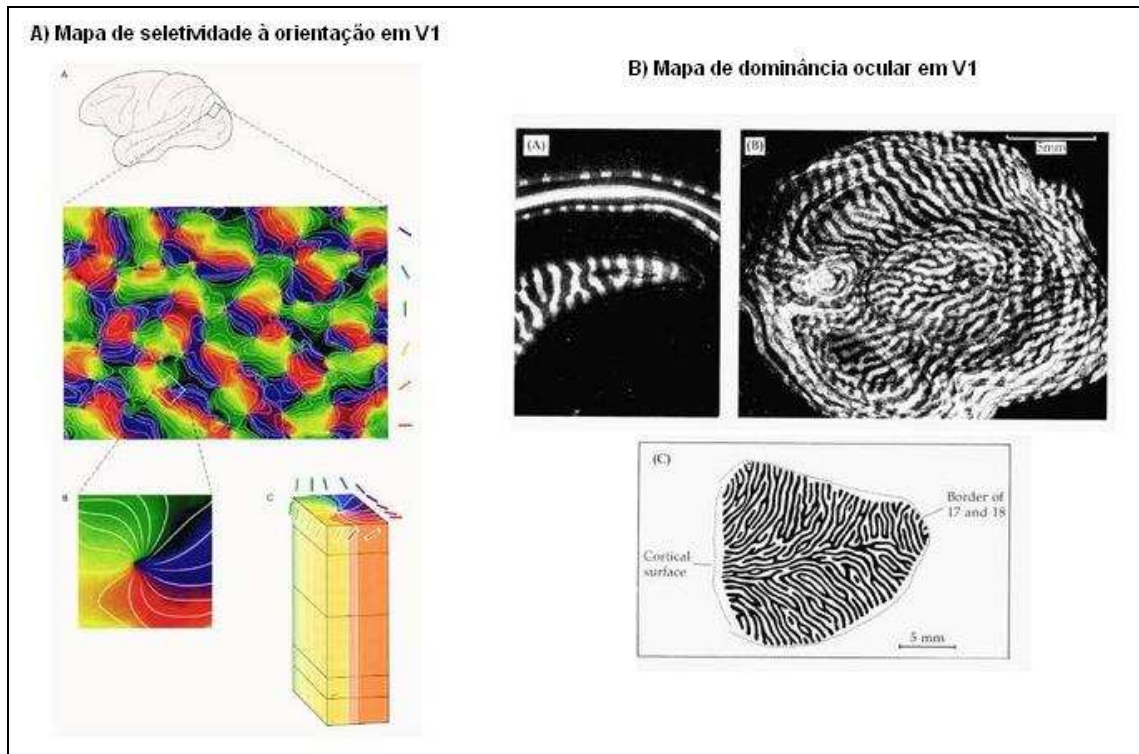 A) Mapa de seletividade à orientação em V1
A
B
C
B) Mapa de dominância ocular em V1
(A)
(B)
5mm
(C)
Border of
17 and 18
Cortical
surface
5 mm